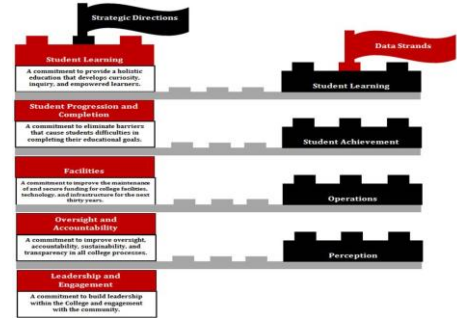 Strategic Directions
Data Strands
Student Learning
A commitment to provide a holistic
education that develops curiosity,
inquiry, and empowered learners.
Student Learning
Student Progression and
Completion
A commitment to eliminate barriers
that cause students difficulties in
completing their educational goals.
Student Achievement
Facilities
A commitment to improve the maintenance
of and secure funding for college facilities,
technology, and infrastructure for the next
thirty years.
Operations
Oversight and
Accountability
A commitment to improve oversight,
accountability, sustainability, and
transparency in all college processes.
Perception
Leadership and
Engagement
A commitment to build leadership
within the College and engagement
with the community.